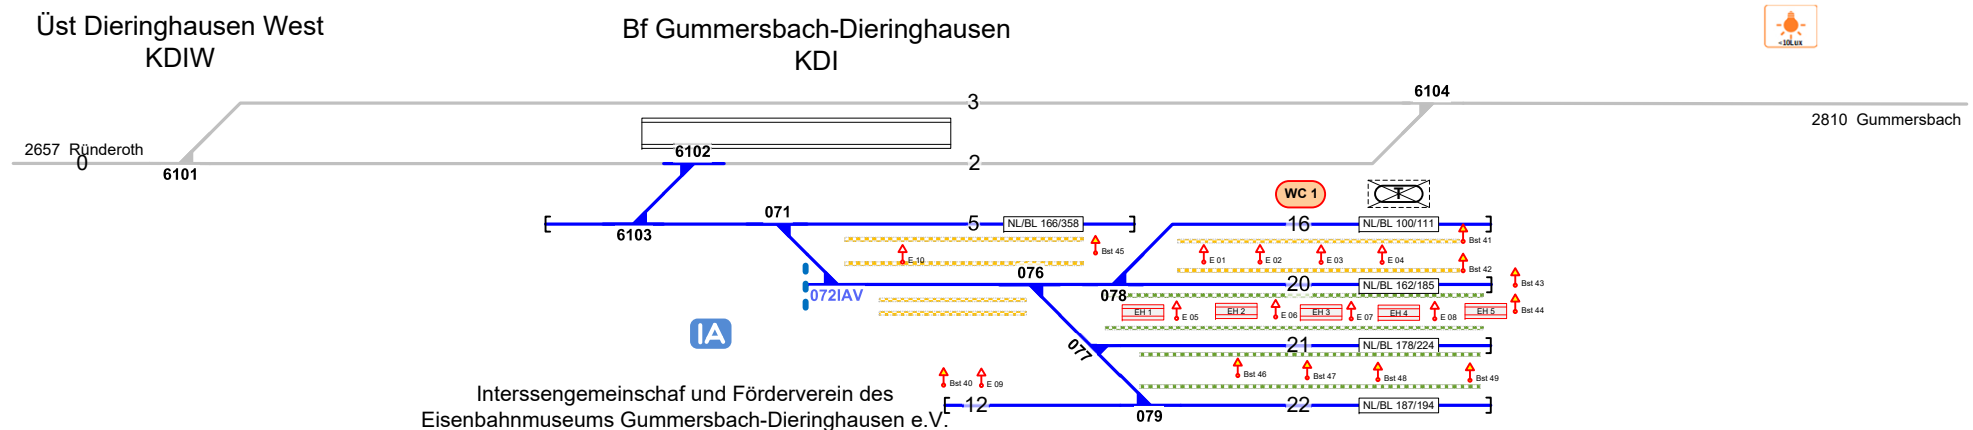 Üst Dieringhausen West
KDIW
Bf Gummersbach-Dieringhausen
KDI
<10Lux
3
6104
2810 Gummersbach
2657 Ründeroth
0
6101
6102
2
WC 1
T
071
5
NL/BL 166/358
16
NL/BL 100/111
6103
Bst 41
Bst 45
E 10
E 01
E 02
E 03
E 04
Bst 42
076
072IAV
078
20
NL/BL 162/185
Bst 43
EH 1
E 05
EH 2
E 06
EH 3
E 07
EH 4
E 08
EH 5
Bst 44
IA
077
21
NL/BL 178/224
Bst 46
Bst 47
Bst 48
Bst 49
Bst 40
E 09
Interssengemeinschaf und Förderverein des
Eisenbahnmuseums Gummersbach-Dieringhausen e.V.
12
079
22
NL/BL 187/194